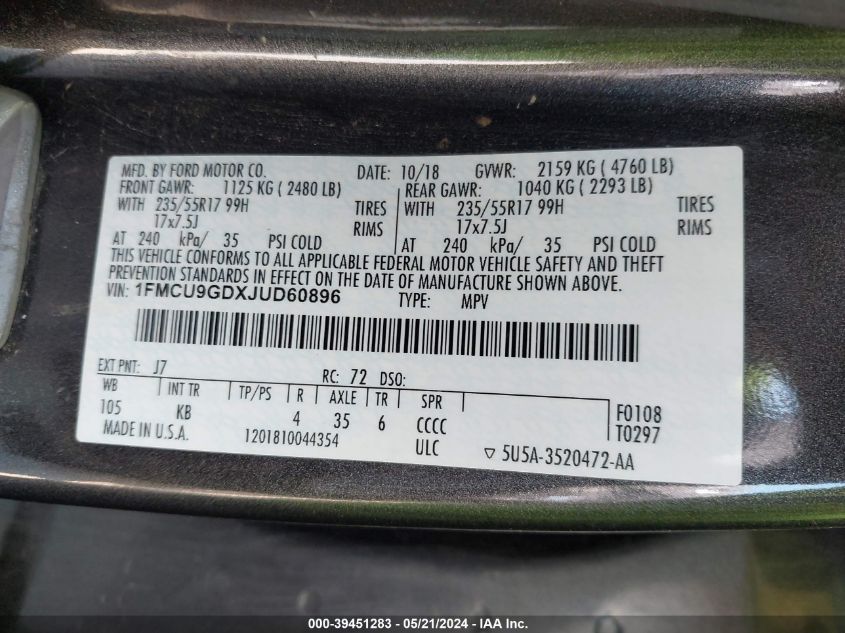 MFD. BY FORD MOTOR CO. DATE: 10/18 GVWR: 2159 KG ( 4760 LB)
FRONT GAWR: 1125 KG ( 2480 LB) REAR GAWR: 1040 KG ( 2293 LB)
WITH 235/55R17 99H TIRES WITH 235/55R17 99H TIRES
17x7.5J RIMS 17x7.5J RIMS
AT 240 kPa/ 35 PSI COLD AT 240 kPa/ 35 PSI COLD
THIS VEHICLE CONFORMS TO ALL APPLICABLE FEDERAL MOTOR VEHICLE SAFETY AND THEFT
PREVENTION STANDARDS IN EFFECT ON THE DATE OF MANUFACTURE SHOWN ABOVE.
VIN: 1FMCU9GDXJUD60896 TYPE: MPV
EXT PNT: J7 RC: 72 DSO:
WB INT TR TP/PS R AXLE TR SPR F0108
105 KB 4 35 6 CCCC T0297
MADE IN U.S.A. 1201810044354 ULC ▽ 5U5A-3520472-AA
000-39451283 - 05/21/2024 - IAA Inc.